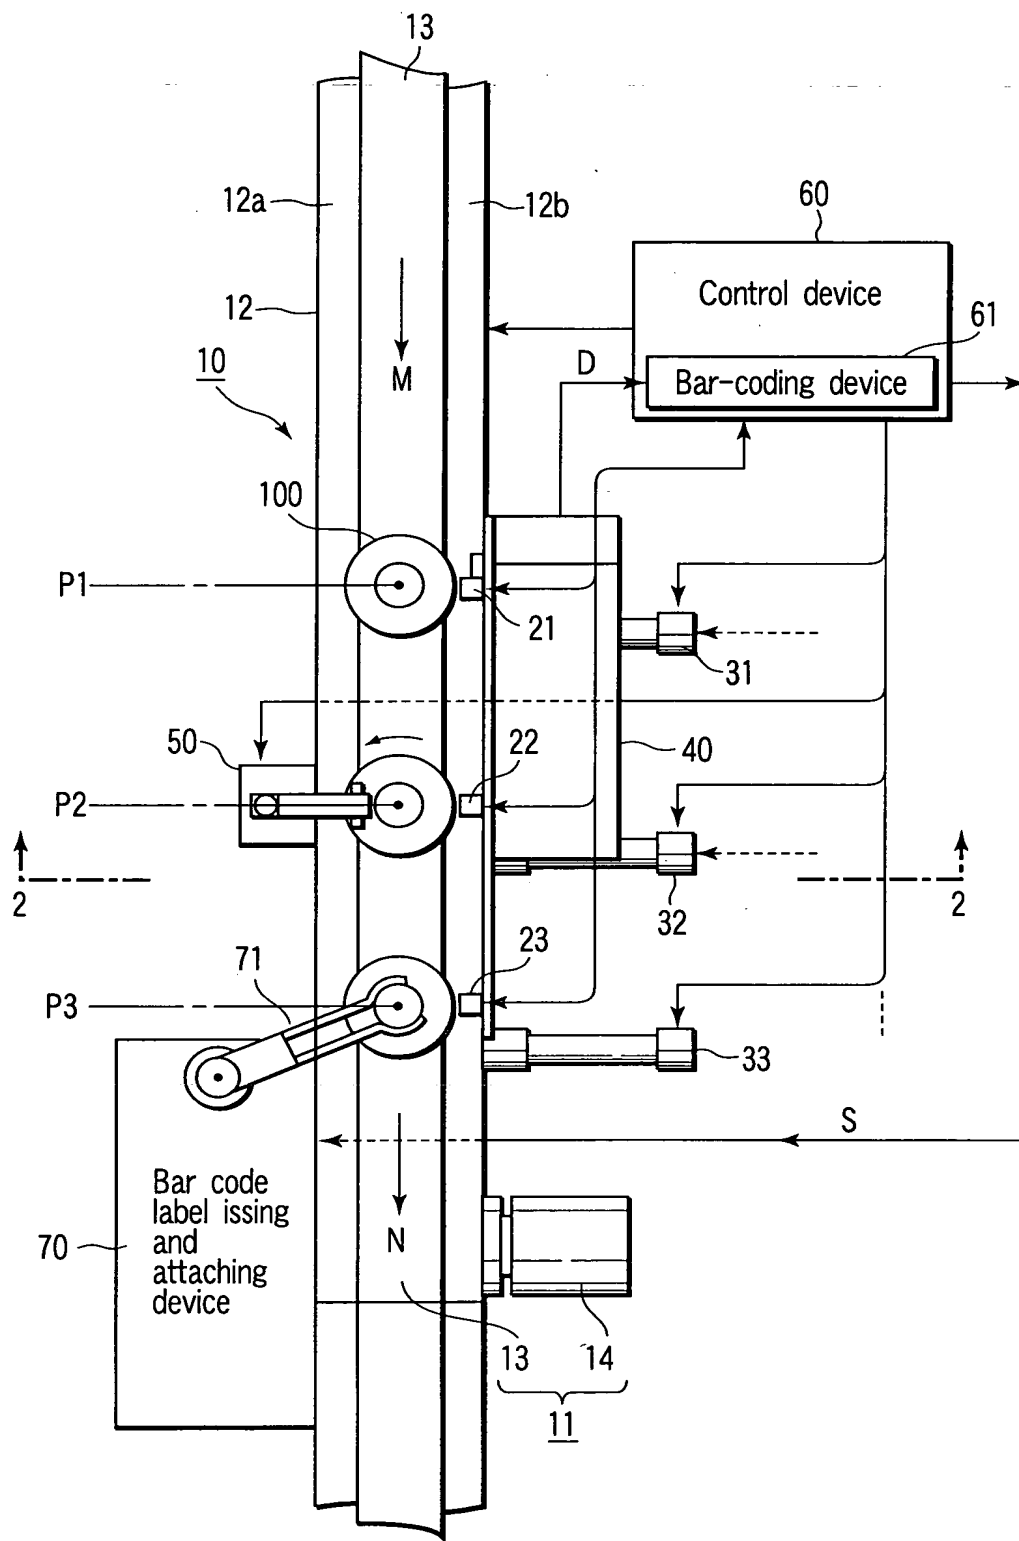 13
12a
12b
60
Control device
12
61
10
M
D
Bar-coding device
100
P1
21
31
50
22
40
P2
2
2
32
71
23
P3
33
S
Bar code
label issing
and
attaching
device
70
N
13
14
11